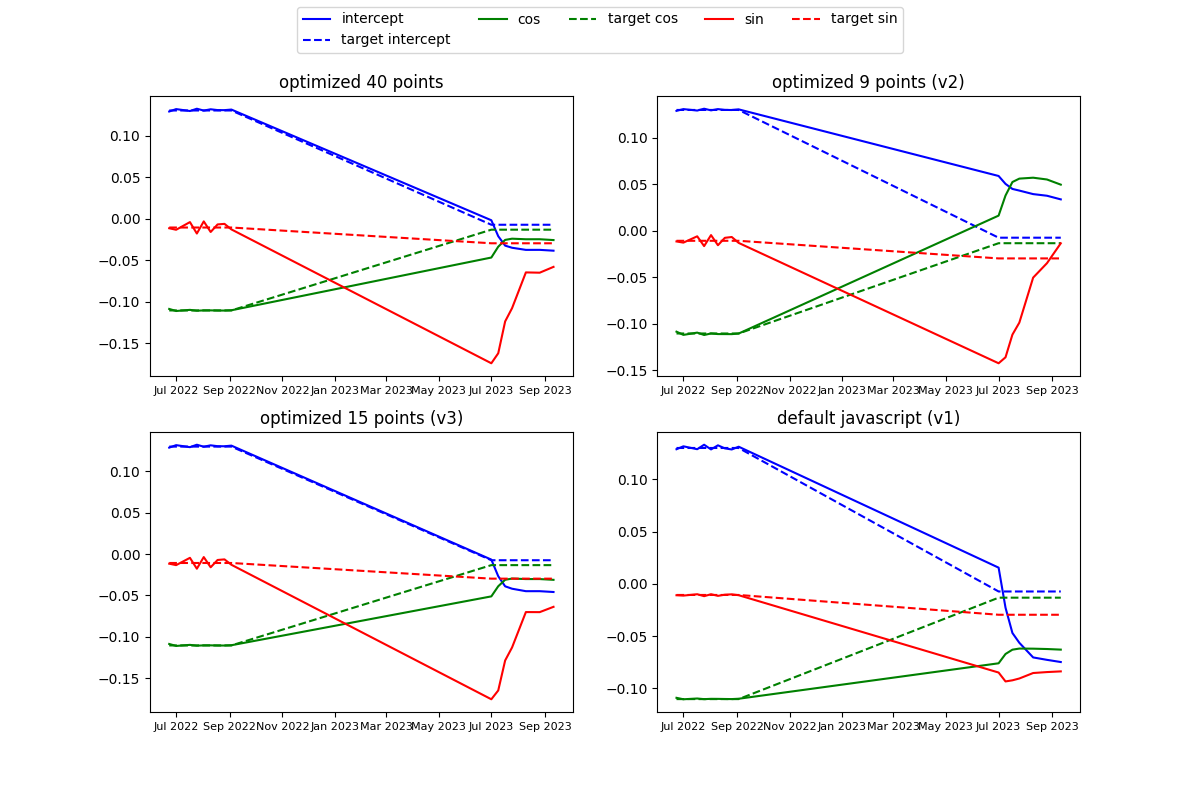 intercept cos target cos sin target sin
target intercept
optimized 40 points
0.10
0.05
0.00
−0.05
−0.10
−0.15
Jul 2022 Sep 2022 Nov 2022 Jan 2023 Mar 2023 May 2023 Jul 2023 Sep 2023
optimized 9 points (v2)
0.10
0.05
0.00
−0.05
−0.10
−0.15
Jul 2022 Sep 2022 Nov 2022 Jan 2023 Mar 2023 May 2023 Jul 2023 Sep 2023
optimized 15 points (v3)
0.10
0.05
0.00
−0.05
−0.10
−0.15
Jul 2022 Sep 2022 Nov 2022 Jan 2023 Mar 2023 May 2023 Jul 2023 Sep 2023
default javascript (v1)
0.10
0.05
0.00
−0.05
−0.10
Jul 2022 Sep 2022 Nov 2022 Jan 2023 Mar 2023 May 2023 Jul 2023 Sep 2023